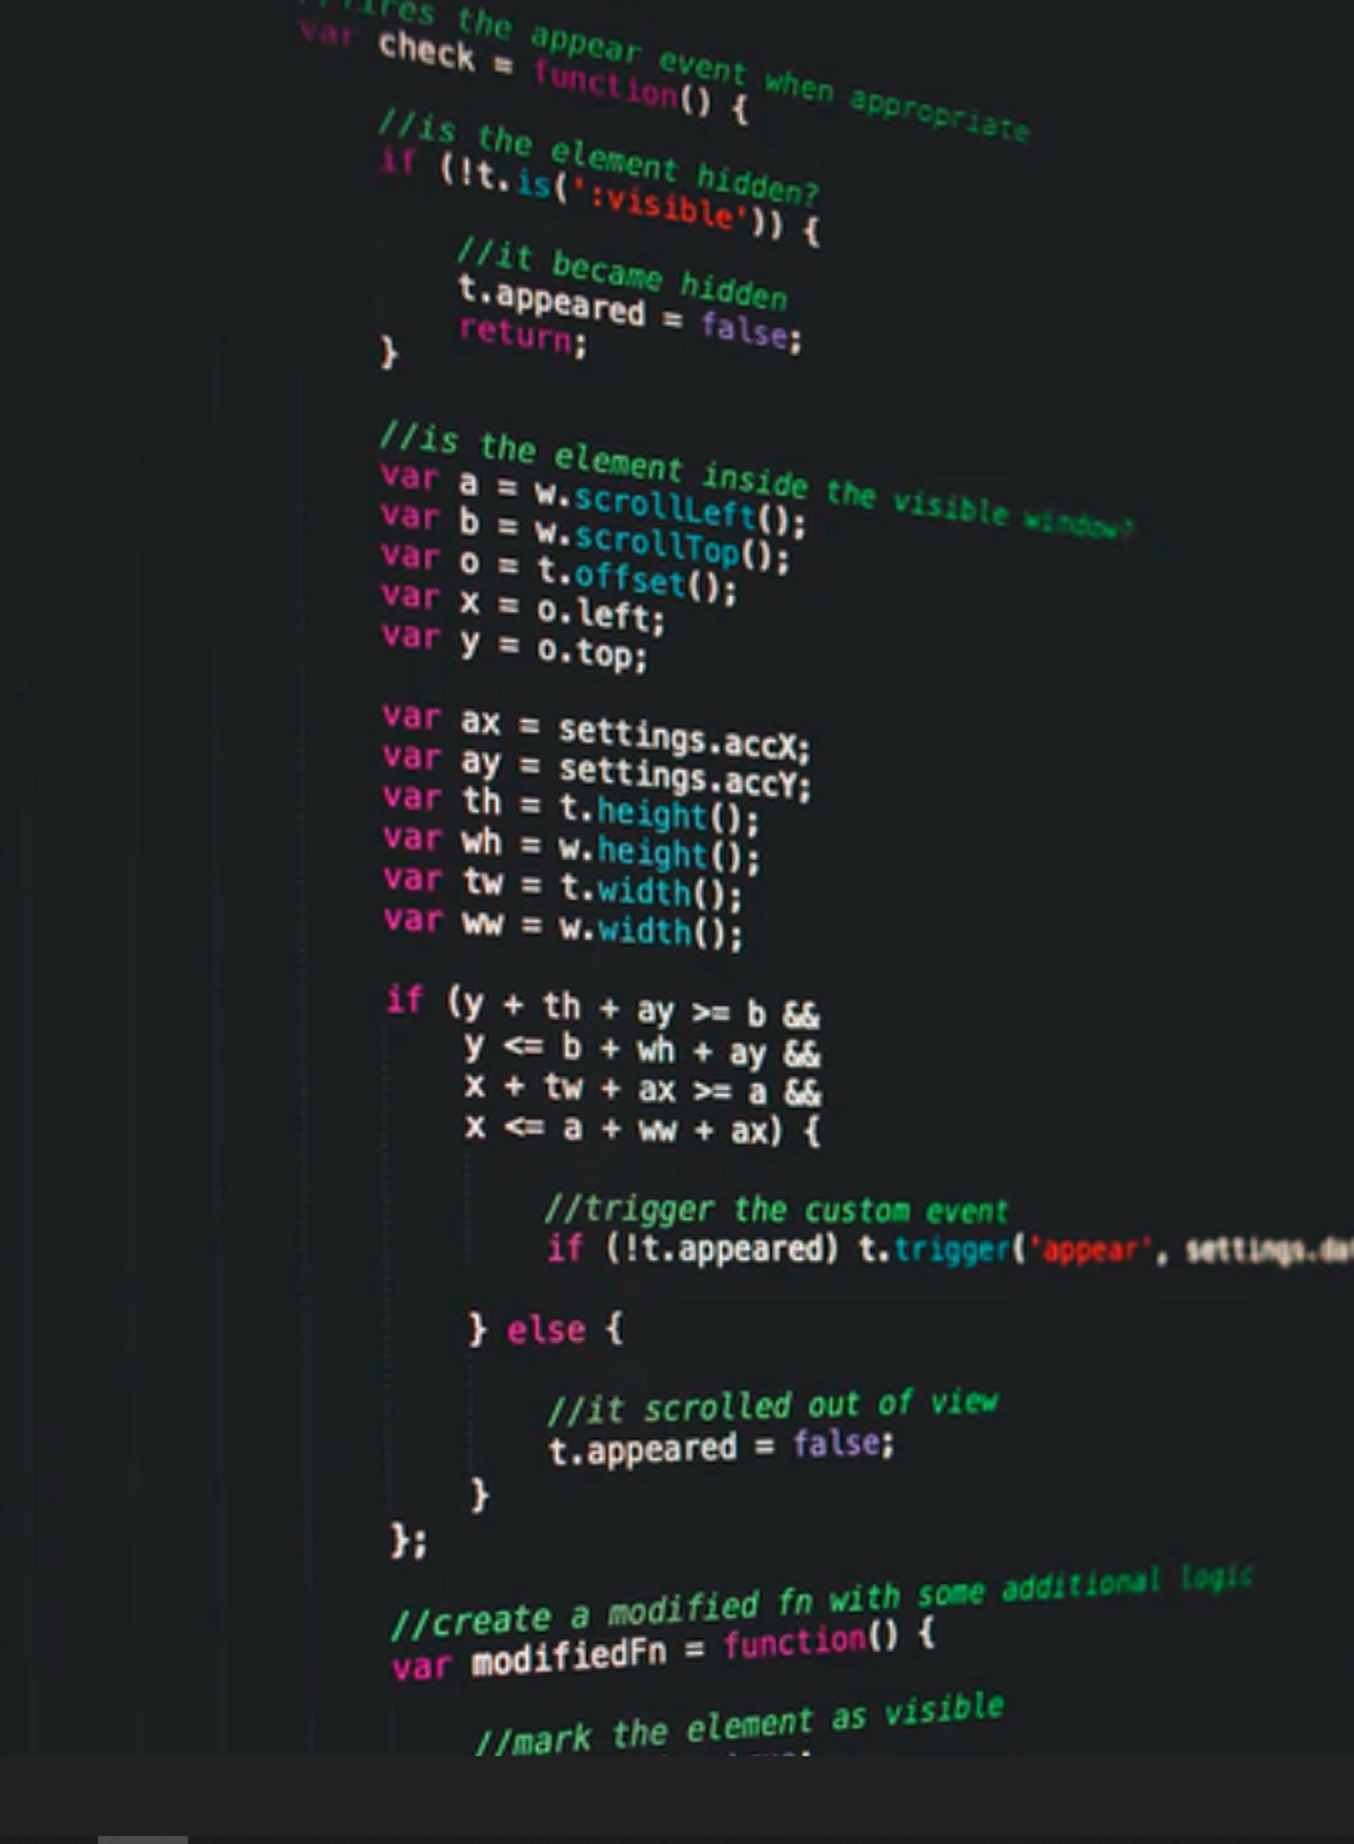 //fires the appear event when appropriate
var check = function() {
//is the element hidden?
if (!t.is(':visible')) {
//it became hidden
t.appeared = false;
return;
}
//is the element inside the visible window?
var a = w.scrollLeft();
var b = w.scrollTop();
var o = t.offset();
var x = o.left;
var y = o.top;
var ax = settings.accX;
var ay = settings.accY;
var th = t.height();
var wh = w.height();
var tw = t.width();
var ww = w.width();
if (y + th + ay >= b &&
y <= b + wh + ay &&
x + tw + ax >= a &&
x <= a + ww + ax) {
//trigger the custom event
if (!t.appeared) t.trigger('appear', settings.da
} else {
//it scrolled out of view
t.appeared = false;
}
};
//create a modified fn with some additional logic
var modifiedFn = function() {
//mark the element as visible